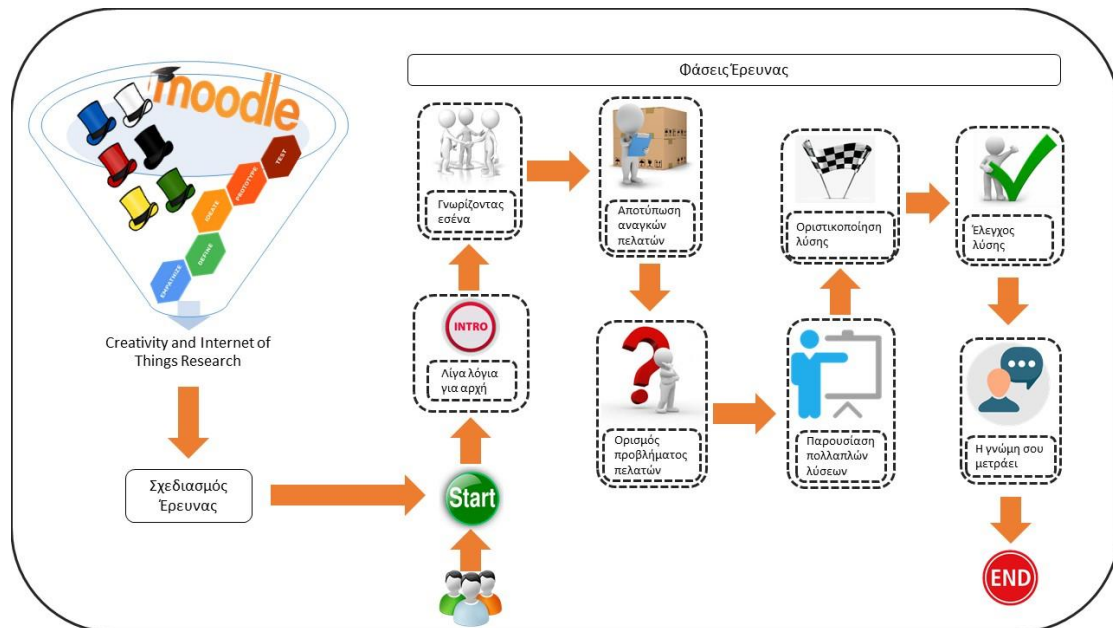 moodle
TEST
PROTOTYPE
IDEATE
DEFINE
EMPATHIZE
Creativity and Internet of
Things Research
Σχεδιασμός
Έρευνας
Φάσεις Έρευνας
Γνωρίζοντας
εσένα
INTRO
Λίγα λόγια
για αρχή
Start
Αποτύπωση
αναγκών
πελατών
Ορισμός
προβλήματος
πελατών
Παρουσίαση
πολλαπλών
λύσεων
Οριστικοποίηση
λύσης
Έλεγχος
λύσης
Η γνώμη σου
μετράει
END